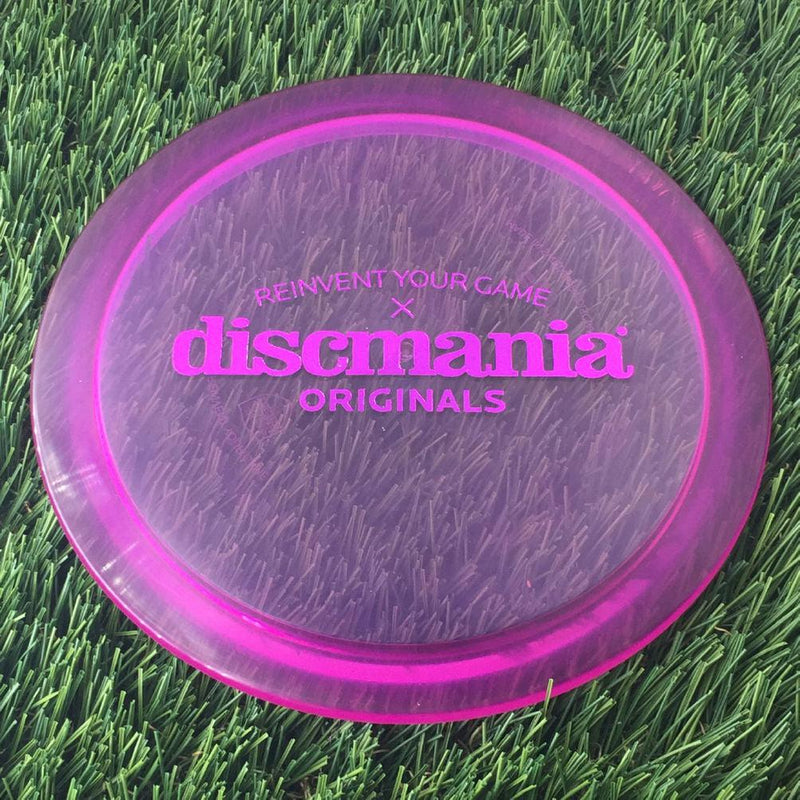 REINVENT YOUR GAME
X
discmania
ORIGINALS